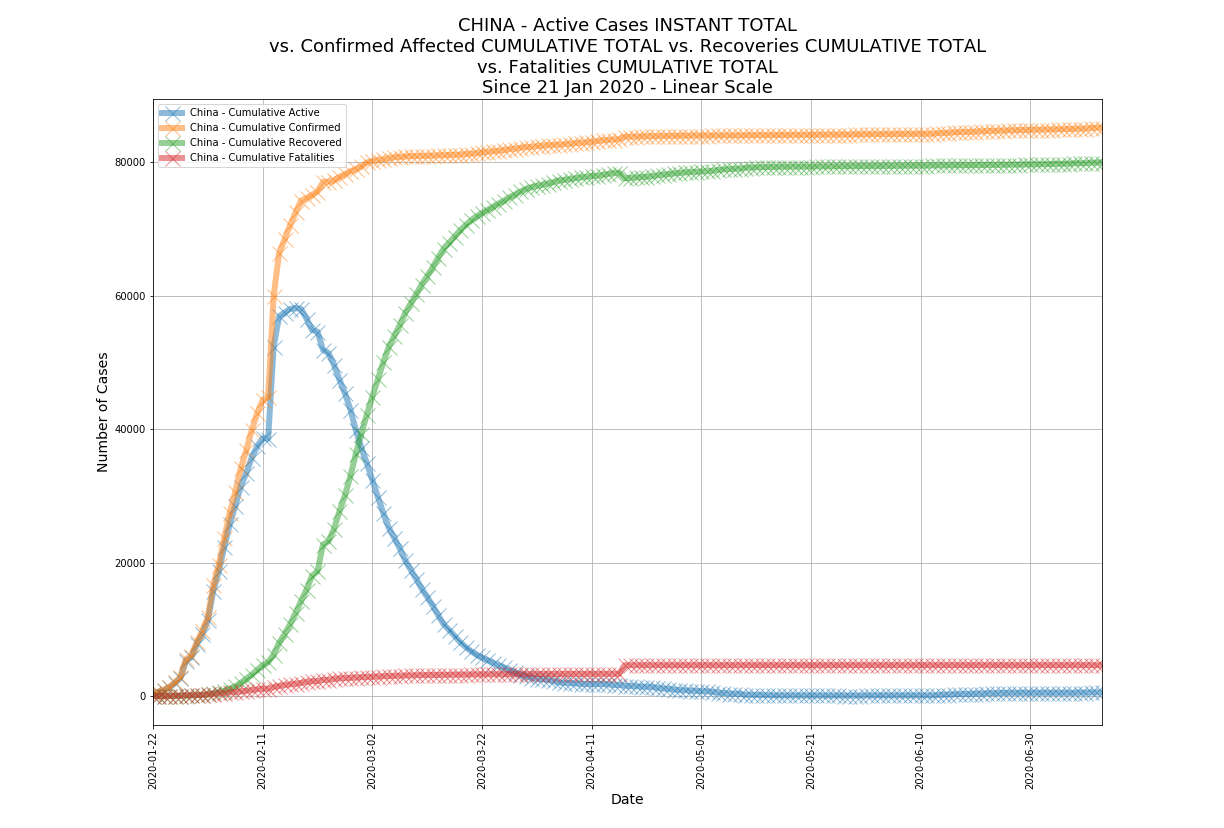 CHINA - Active Cases INSTANT TOTAL
vs. Confirmed Affected CUMULATIVE TOTAL vs. Recoveries CUMULATIVE TOTAL
vs. Fatalities CUMULATIVE TOTAL
Since 21 Jan 2020 - Linear Scale
China - Cumulative Active
China - Cumulative Confirmed
China - Cumulative Recovered
China - Cumulative Fatalities
Number of Cases
80000
60000
40000
20000
0
2020-01-22
2020-02-11
2020-03-02
2020-03-22
2020-04-11
2020-05-01
2020-05-21
2020-06-10
2020-06-30
Date